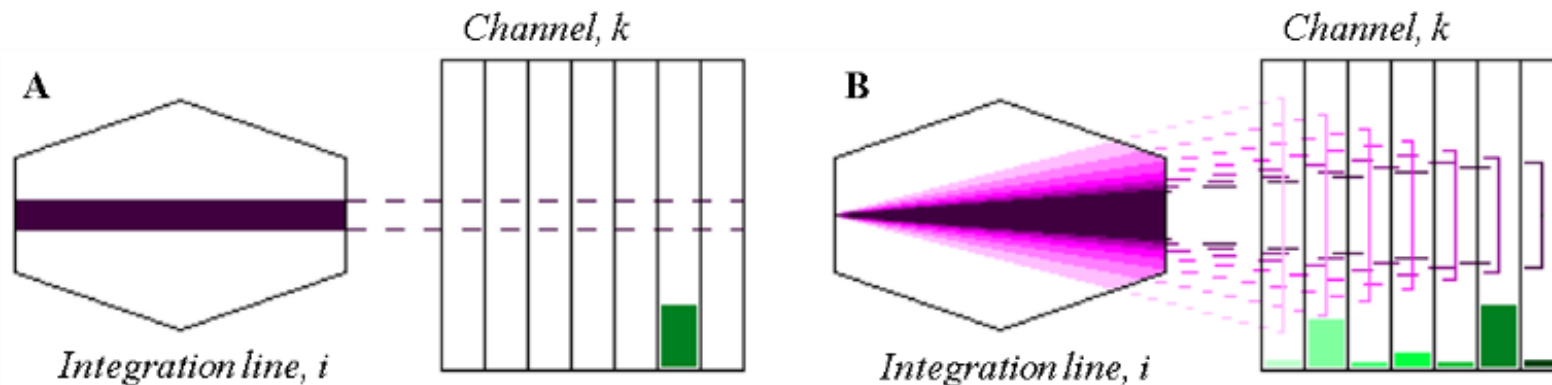 Channel, k
Channel, k
A
B
Integration line, i
Integration line, i